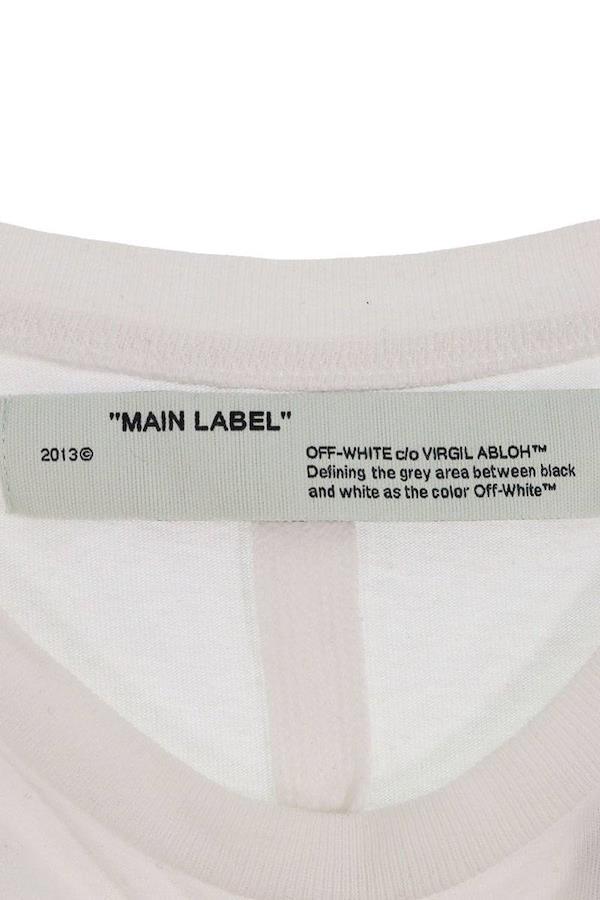 "MAIN LABEL"
2013©
OFF-WHITE c/o VIRGIL ABLOH™
Defining the grey area between black
and white as the color Off-White™